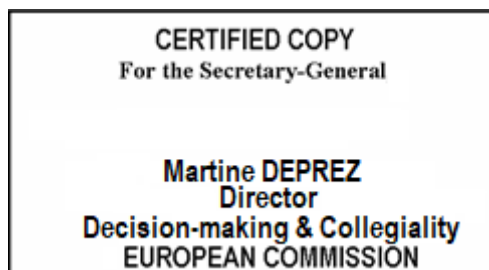 CERTIFIED COPY
For the Secretary-General
Martine DEPREZ
Director
Decision-making & Collegiality
EUROPEAN COMMISSION